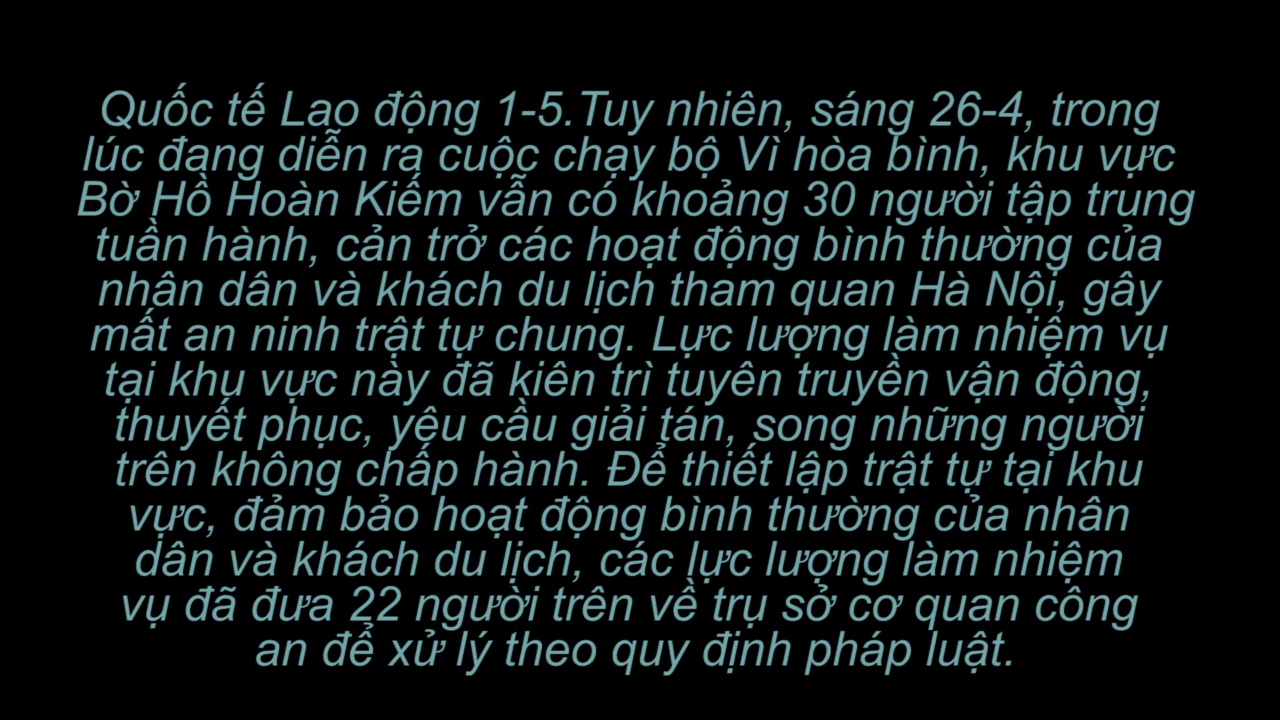 Quốc tế Lao động 1-5.Tuy nhiên, sáng 26-4, trong
lúc đang diễn ra cuộc chạy bộ Vì hòa bình, khu vực
Bờ Hồ Hoàn Kiếm vẫn có khoảng 30 người tập trung
tuần hành, cản trở các hoạt động bình thường của
nhân dân và khách du lịch tham quan Hà Nội, gây
mất an ninh trật tự chung. Lực lượng làm nhiệm vụ
tại khu vực này đã kiên trì tuyên truyền vận động,
thuyết phục, yêu cầu giải tán, song những người
trên không chấp hành. Để thiết lập trật tự tại khu
vực, đảm bảo hoạt động bình thường của nhân
dân và khách du lịch, các lực lượng làm nhiệm
vụ đã đưa 22 người trên về trụ sở cơ quan công
an để xử lý theo quy định pháp luật.